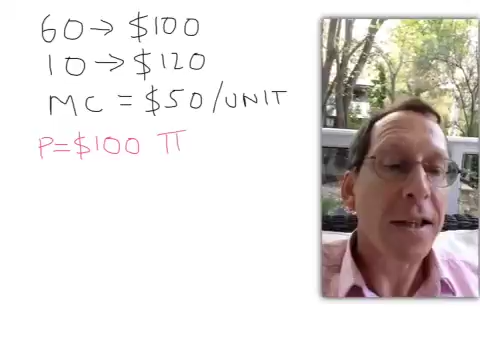 60 → $100
10 → $120
MC = $50/UNIT
P=$100 π